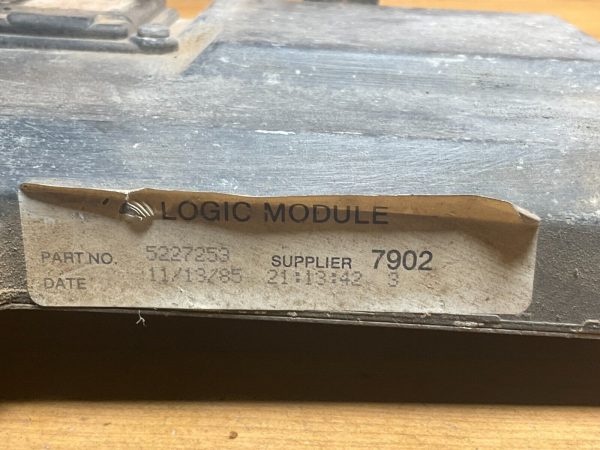 LOGIC MODULE
PART NO. 5227253 SUPPLIER 7902
DATE 11/13/85 21:13:42 3